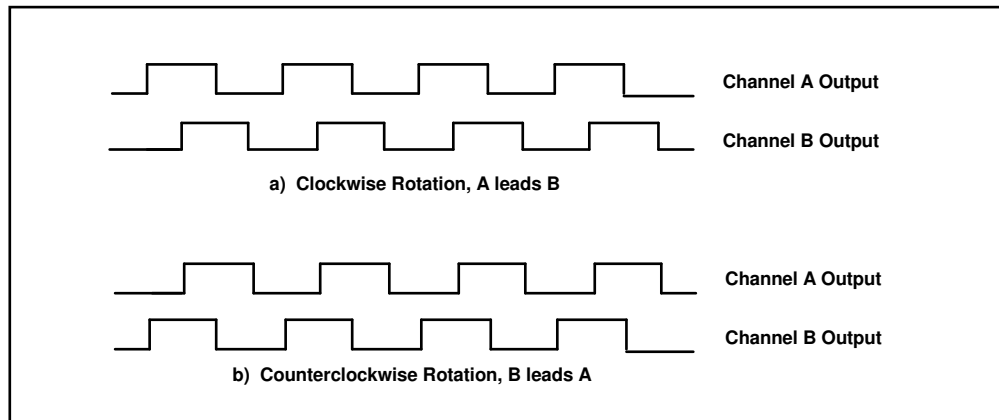 Channel A Output
Channel B Output
a) Clockwise Rotation, A leads B
Channel A Output
Channel B Output
b) Counterclockwise Rotation, B leads A